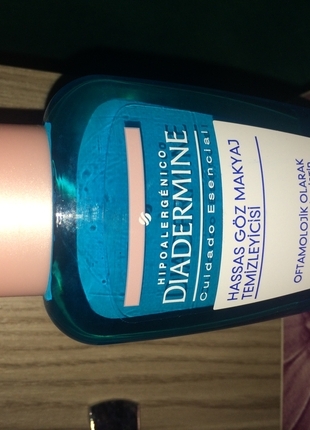 HIPOALERGÉNICO
DIADERMINE
Cuidado Esencial
HASSAS GÖZ MAKYAJ
TEMİZLEYİCİSİ
OFTAMOLOJİK OLARAK